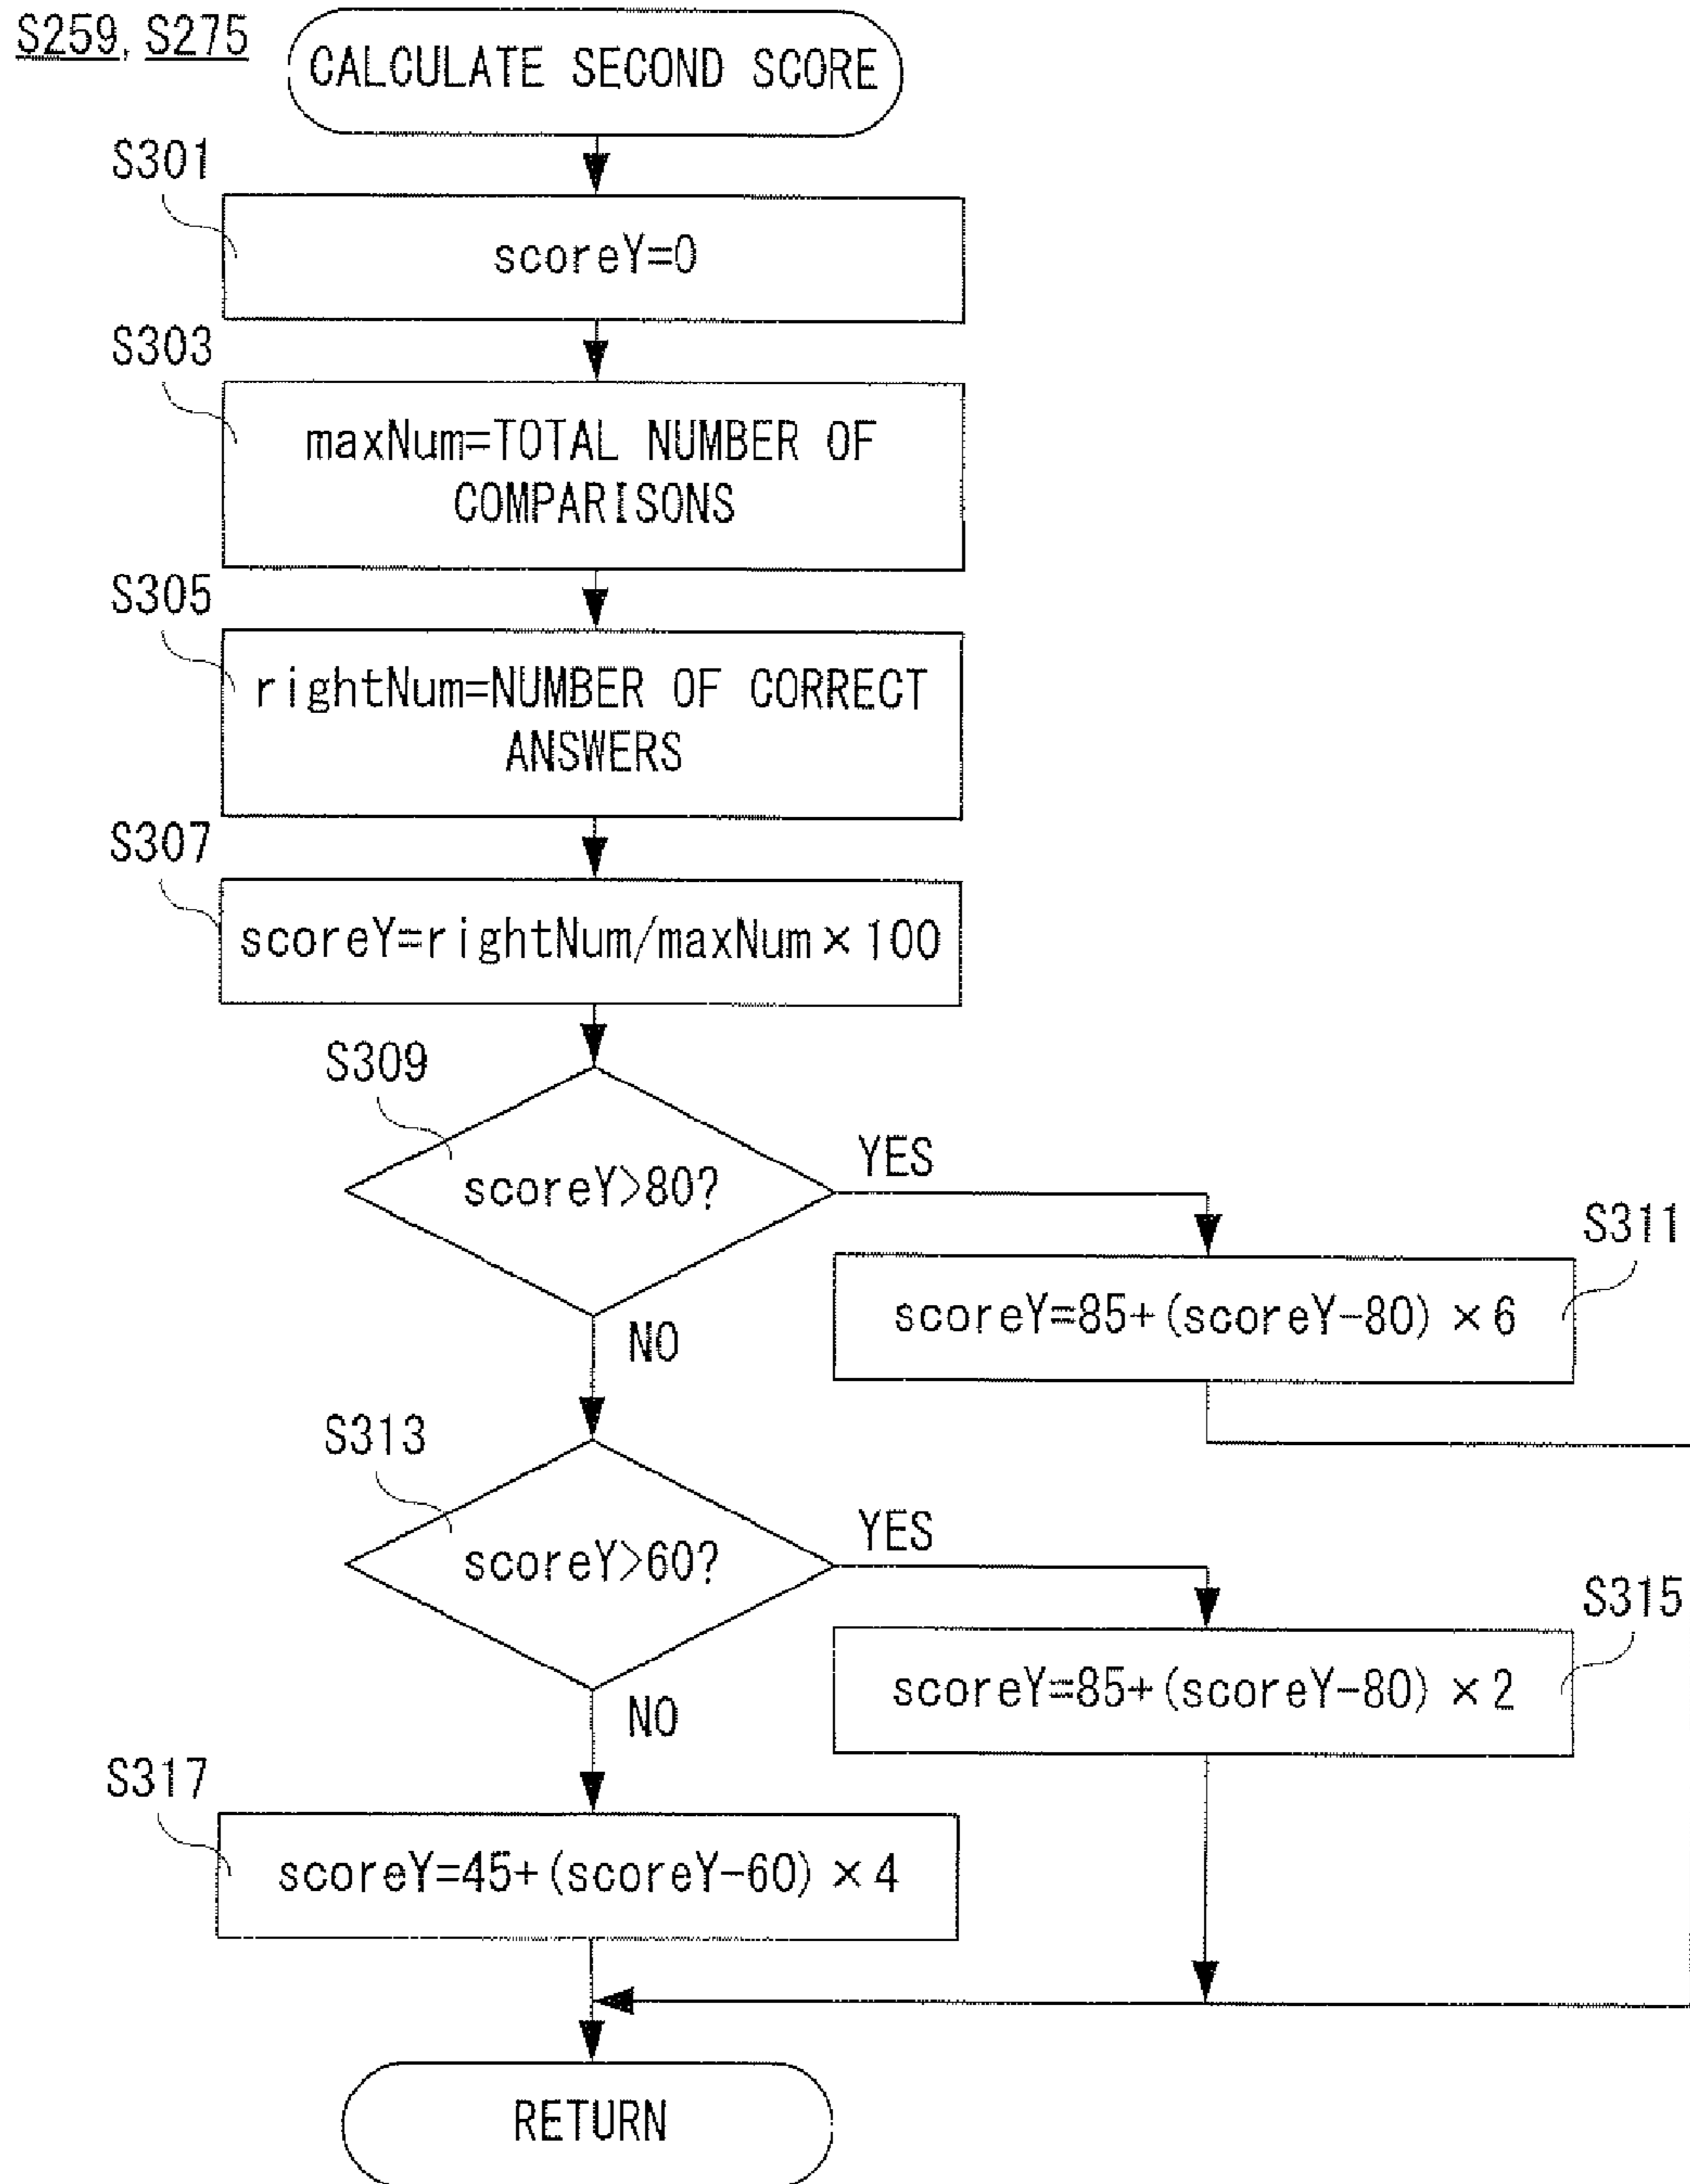 S259, S275
CALCULATE SECOND SCORE
S301
scoreY=0
S303
maxNum=TOTAL NUMBER OF
COMPARISONS
S305
rightNum=NUMBER OF CORRECT
ANSWERS
S307
scoreY=rightNum/maxNum×100
S309
scoreY>80?
YES
NO
S311
scoreY=85+(scoreY-80)×6
S313
scoreY>60?
YES
NO
S315
scoreY=85+(scoreY-80)×2
S317
scoreY=45+(scoreY-60)×4
RETURN